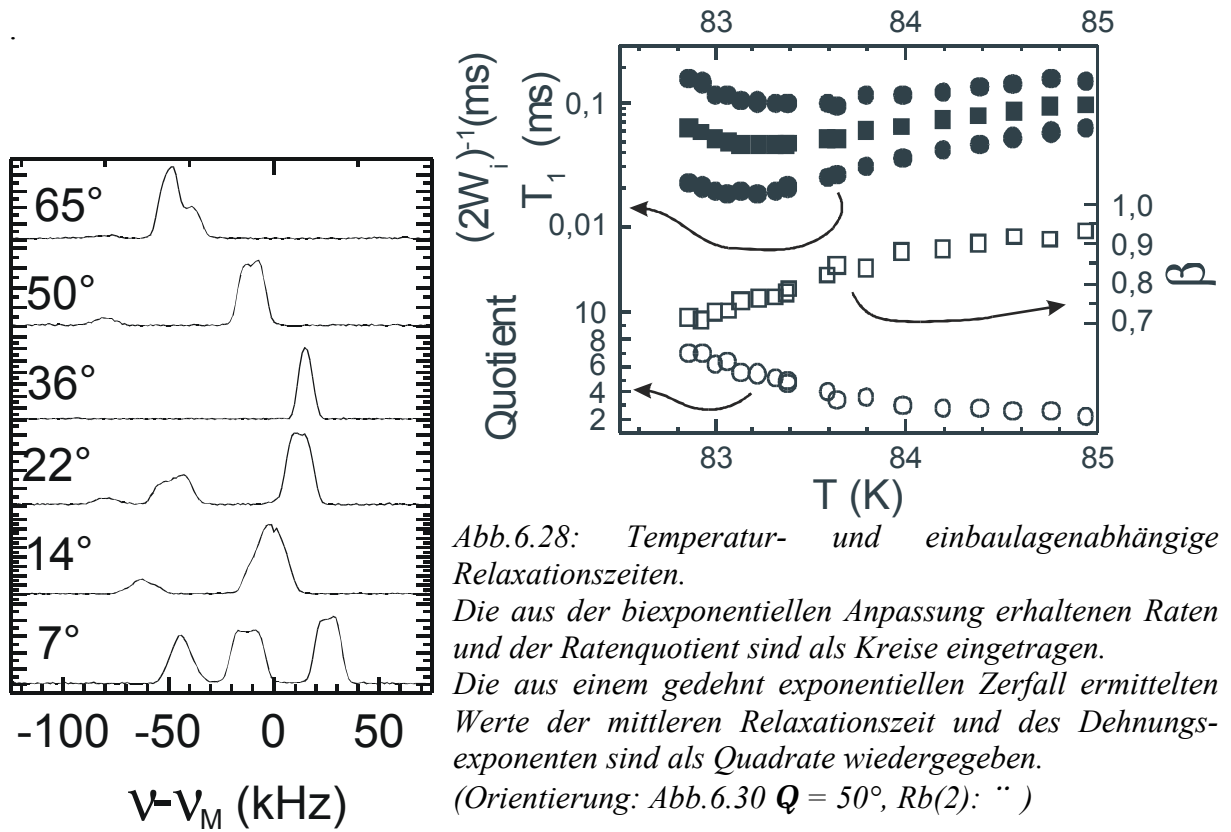 .
65°
50°
36°
22°
14°
7°
-100 -50 0 50
ν-ν_M (kHz)
83 84 85
(2W_i)^-1 (ms)
T_1 (ms)
0,1
0,01
1,0
0,9
0,8
0,7
β
Quotient
10
8
6
4
2
83 84 85
T (K)
Abb.6.28: Temperatur- und einbaulagenabhängige
Relaxationszeiten.
Die aus der biexponentiellen Anpassung erhaltenen Raten
und der Ratenquotient sind als Kreise eingetragen.
Die aus einem gedehnt exponentiellen Zerfall ermittelten
Werte der mittleren Relaxationszeit und des Dehnungs-
exponenten sind als Quadrate wiedergegeben.
(Orientierung: Abb.6.30 Q = 50°, Rb(2): ¨ )